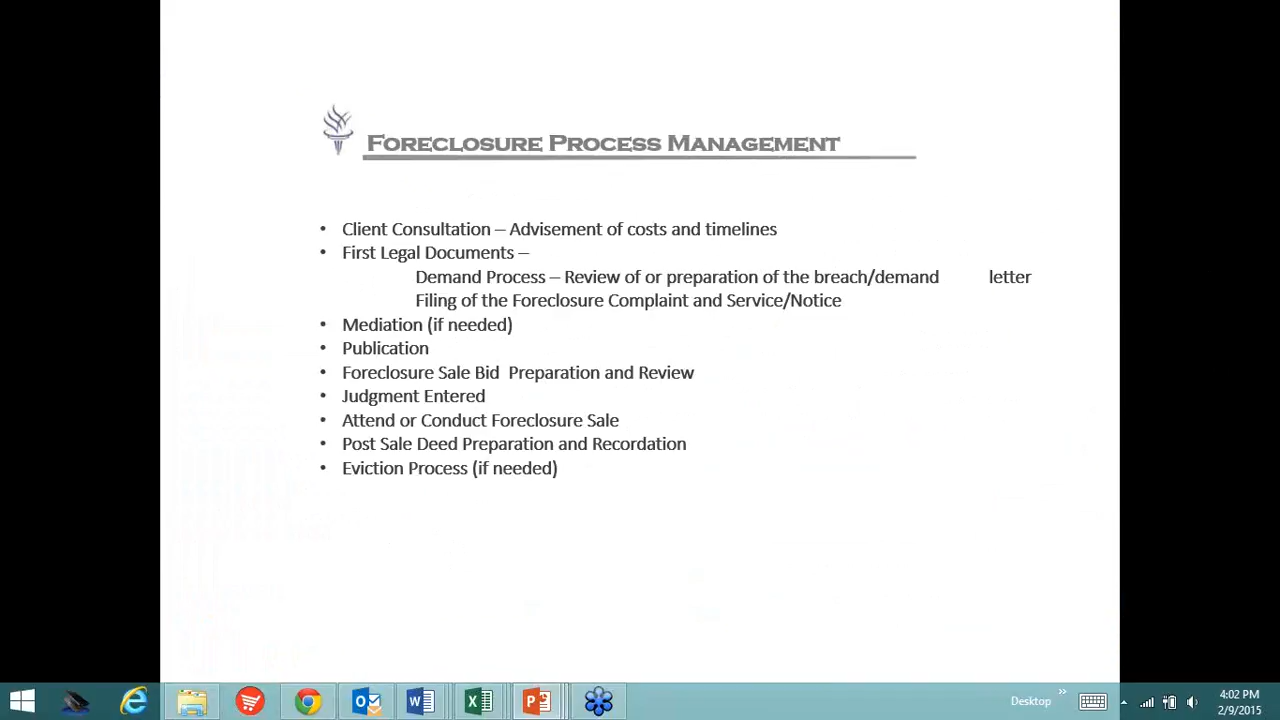 Foreclosure Process Management
• Client Consultation – Advisement of costs and timelines
• First Legal Documents –
Demand Process – Review of or preparation of the breach/demand letter
Filing of the Foreclosure Complaint and Service/Notice
• Mediation (if needed)
• Publication
• Foreclosure Sale Bid Preparation and Review
• Judgment Entered
• Attend or Conduct Foreclosure Sale
• Post Sale Deed Preparation and Recordation
• Eviction Process (if needed)
Desktop
4:02 PM
2/9/2015